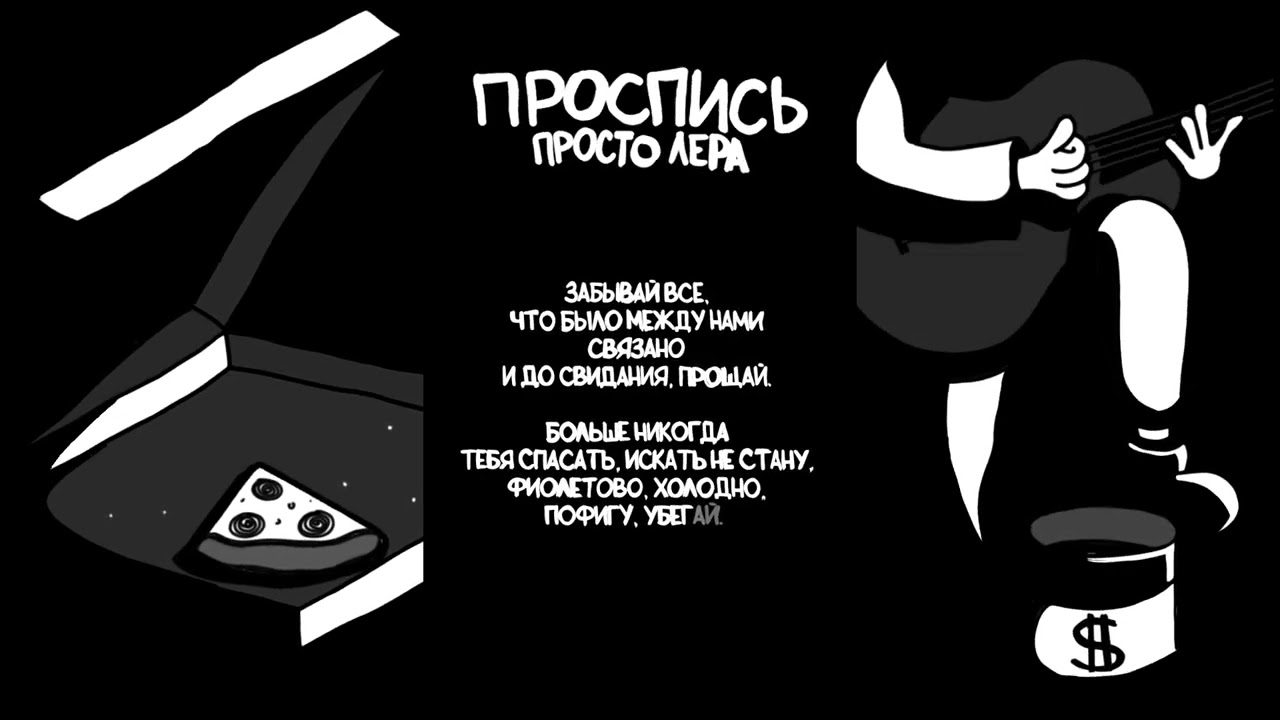 ПРОСПИСЬ
ПРОСТО ЛЕРА
ЗАБЫВАЙ ВСЕ,
ЧТО БЫЛО МЕЖДУ НАМИ
СВЯЗАНО
И ДО СВИДАНИЯ, ПРОЩАЙ.
БОЛЬШЕ НИКОГДА
ТЕБЯ СПАСАТЬ, ИСКАТЬ НЕ СТАНУ,
ФИОЛЕТОВО, ХОЛОДНО,
ПОФИГУ, УБЕГАЙ.
$